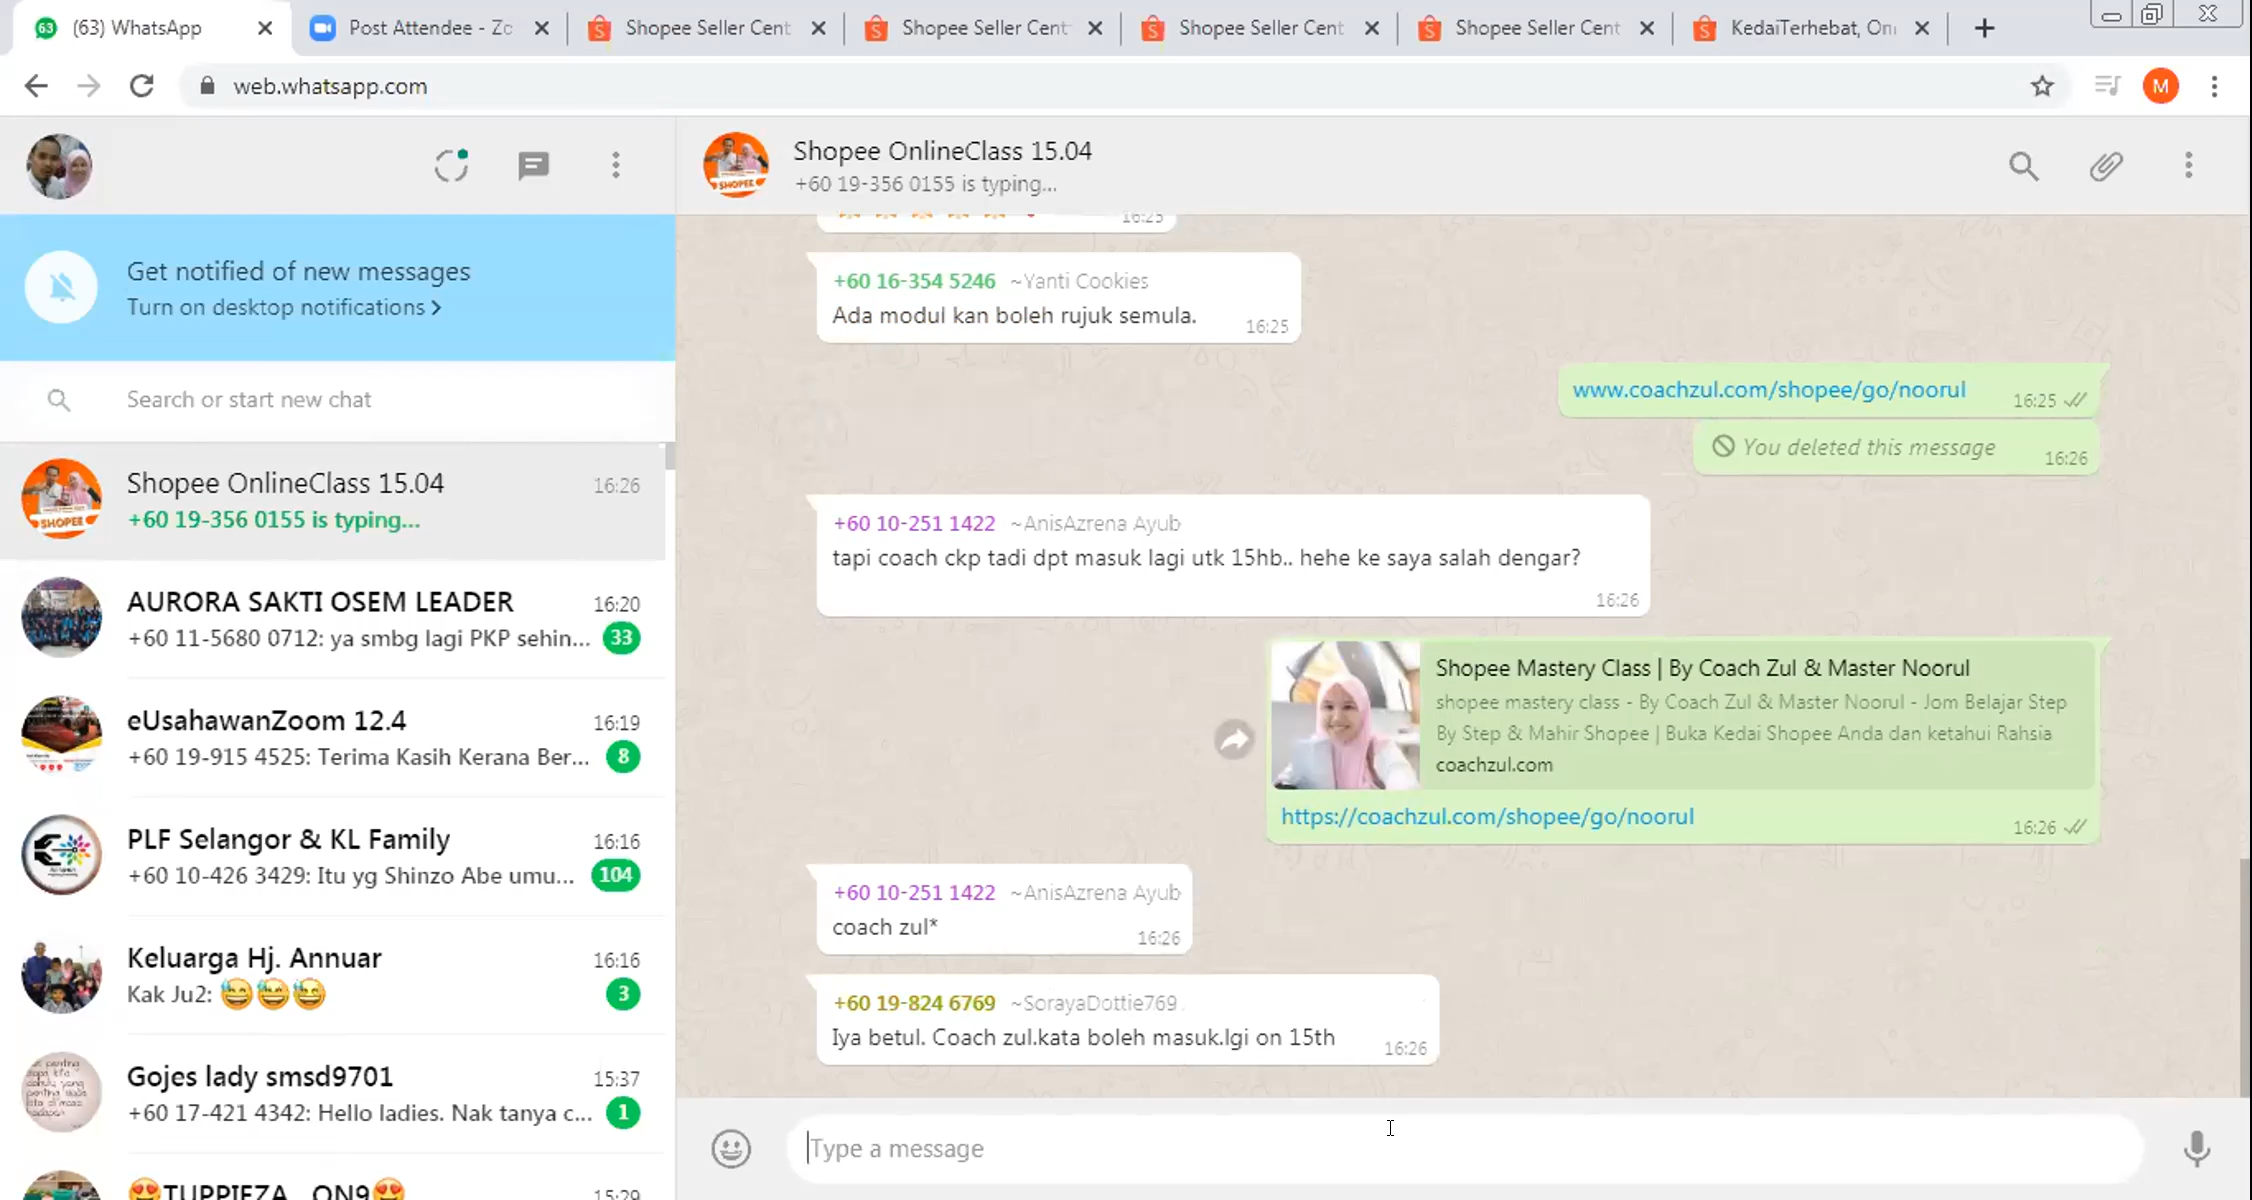 63 (63) WhatsApp
Post Attendee - Zo
Shopee Seller Cent
Shopee Seller Cent
Shopee Seller Cent
Shopee Seller Cent
KedaiTerhebat, Onl
web.whatsapp.com
M
Get notified of new messages
Turn on desktop notifications >
Search or start new chat
Shopee OnlineClass 15.04 16:26
+60 19-356 0155 is typing...
SHOPEE
AURORA SAKTI OSEM LEADER 16:20
+60 11-5680 0712: ya smbg lagi PKP sehin... 33
eUsahawanZoom 12.4 16:19
+60 19-915 4525: Terima Kasih Kerana Ber... 8
PLF Selangor & KL Family 16:16
+60 10-426 3429: Itu yg Shinzo Abe umu... 104
Keluarga Hj. Annuar 16:16
Kak Ju2: 😅😅😅 3
Gojes lady smsd9701 15:37
+60 17-421 4342: Hello ladies. Nak tanya c... 1
😍TUPPIEZA ON9😍 15:29
Shopee OnlineClass 15.04
+60 19-356 0155 is typing...
SHOPEE
16:25
+60 16-354 5246 ~Yanti Cookies
Ada modul kan boleh rujuk semula. 16:25
www.coachzul.com/shopee/go/noorul 16:25
You deleted this message 16:26
+60 10-251 1422 ~AnisAzrena Ayub
tapi coach ckp tadi dpt masuk lagi utk 15hb.. hehe ke saya salah dengar?
16:26
Shopee Mastery Class | By Coach Zul & Master Noorul
shopee mastery class - By Coach Zul & Master Noorul - Jom Belajar Step
By Step & Mahir Shopee | Buka Kedai Shopee Anda dan ketahui Rahsia
coachzul.com
https://coachzul.com/shopee/go/noorul 16:26
+60 10-251 1422 ~AnisAzrena Ayub
coach zul* 16:26
+60 19-824 6769 ~SorayaDottie769
Iya betul. Coach zul.kata boleh masuk.lgi on 15th 16:26
Type a message